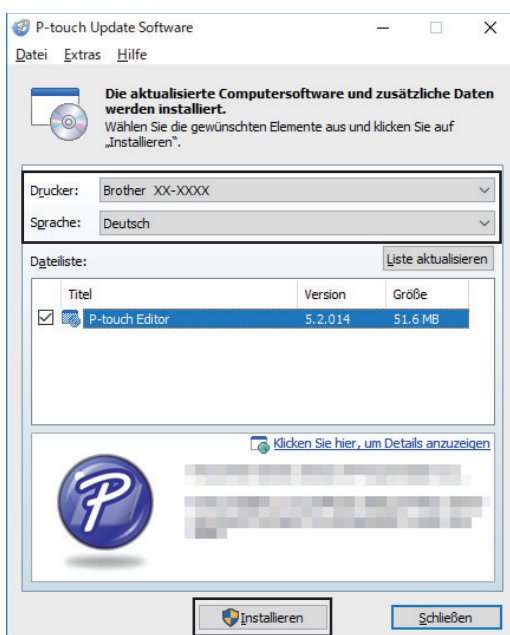 P-touch Update Software
Datei Extras Hilfe
Die aktualisierte Computersoftware und zusätzliche Daten
werden installiert.
Wählen Sie die gewünschten Elemente aus und klicken Sie auf
„Installieren".
Drucker: Brother XX-XXXX
Sprache: Deutsch
Dateiliste: Liste aktualisieren
Titel Version Größe
P-touch Editor 5.2.014 51.6 MB
Klicken Sie hier, um Details anzuzeigen
Installieren Schließen